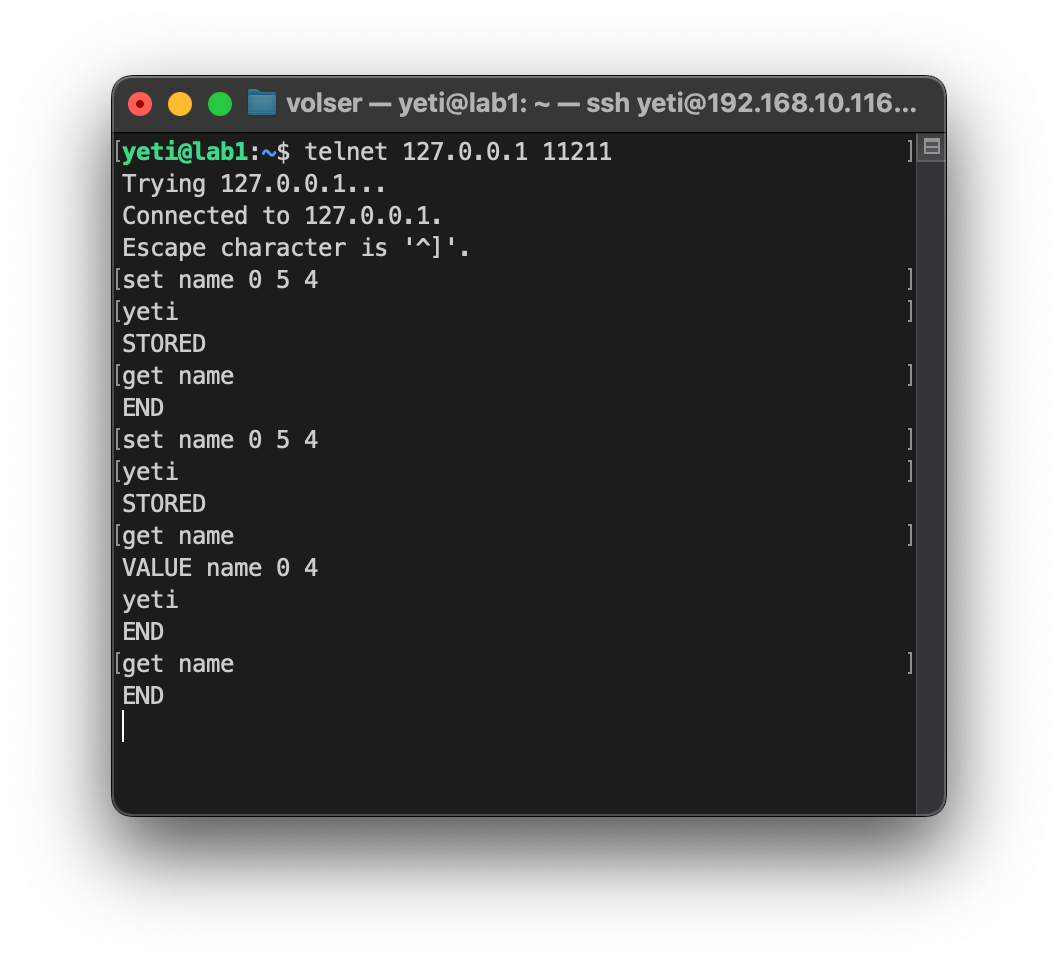 volser — yeti@lab1: ~ — ssh yeti@192.168.10.116...
[yeti@lab1:~$ telnet 127.0.0.1 11211]
Trying 127.0.0.1...
Connected to 127.0.0.1.
Escape character is '^]'.
[set name 0 5 4]
[yeti]
STORED
[get name]
END
[set name 0 5 4]
[yeti]
STORED
[get name]
VALUE name 0 4
yeti
END
[get name]
END